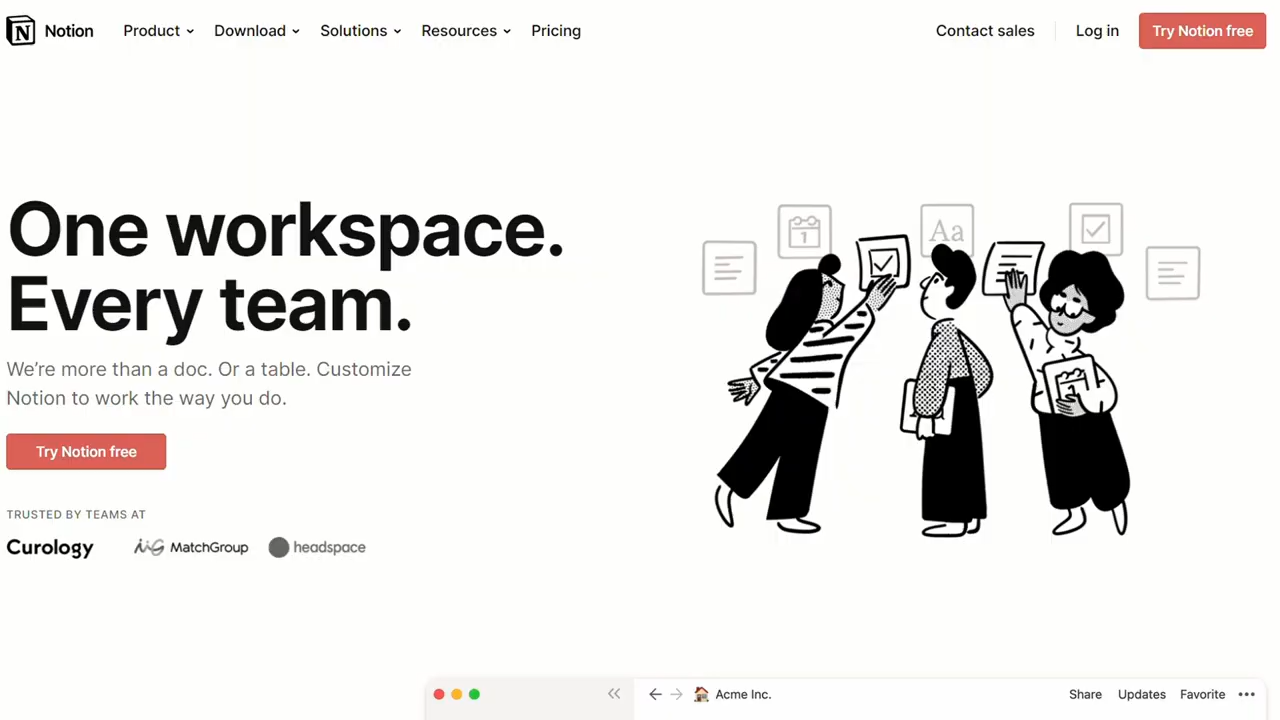 Notion
Product
Download
Solutions
Resources
Pricing
Contact sales
Log in
Try Notion free
One workspace.
Every team.
We’re more than a doc. Or a table. Customize
Notion to work the way you do.
Try Notion free
TRUSTED BY TEAMS AT
Curology
MatchGroup
headspace
1
Aa
Acme Inc.
Share
Updates
Favorite